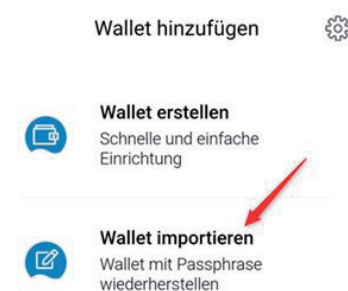 Wallet hinzufügen
Wallet erstellen
Schnelle und einfache
Einrichtung
Wallet importieren
Wallet mit Passphrase
wiederherstellen